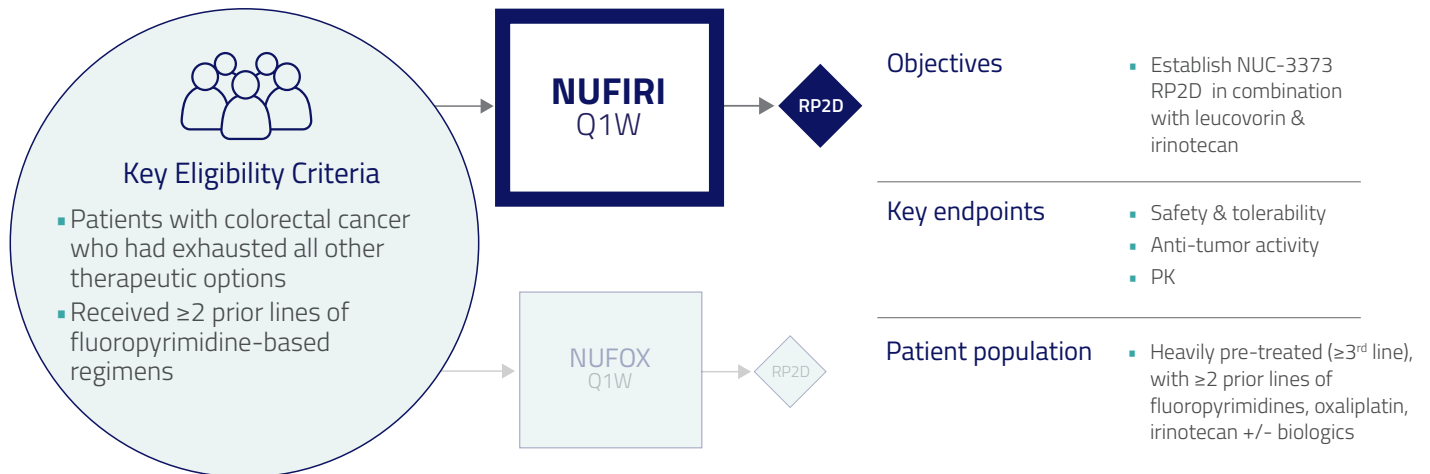 Key Eligibility Criteria
▪ Patients with colorectal cancer
who had exhausted all other
therapeutic options
▪ Received ≥2 prior lines of
fluoropyrimidine-based
regimens
NUFIRI
Q1W
RP2D
NUFOX
Q1W
RP2D
Objectives
▪ Establish NUC-3373
RP2D in combination
with leucovorin &
irinotecan
Key endpoints
▪ Safety & tolerability
▪ Anti-tumor activity
▪ PK
Patient population
▪ Heavily pre-treated (≥3rd line),
with ≥2 prior lines of
fluoropyrimidines, oxaliplatin,
irinotecan +/- biologics